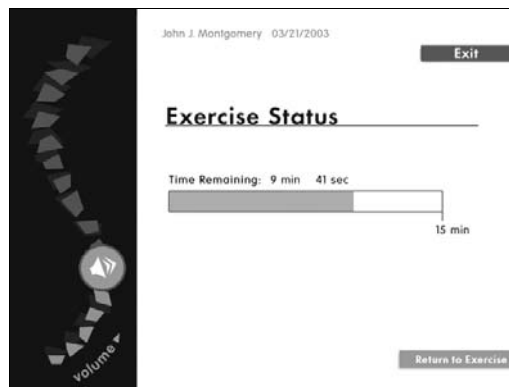 John J. Montgomery 03/21/2003
Exit
Exercise Status
Time Remaining: 9 min 41 sec
15 min
volume
Return to Exercise